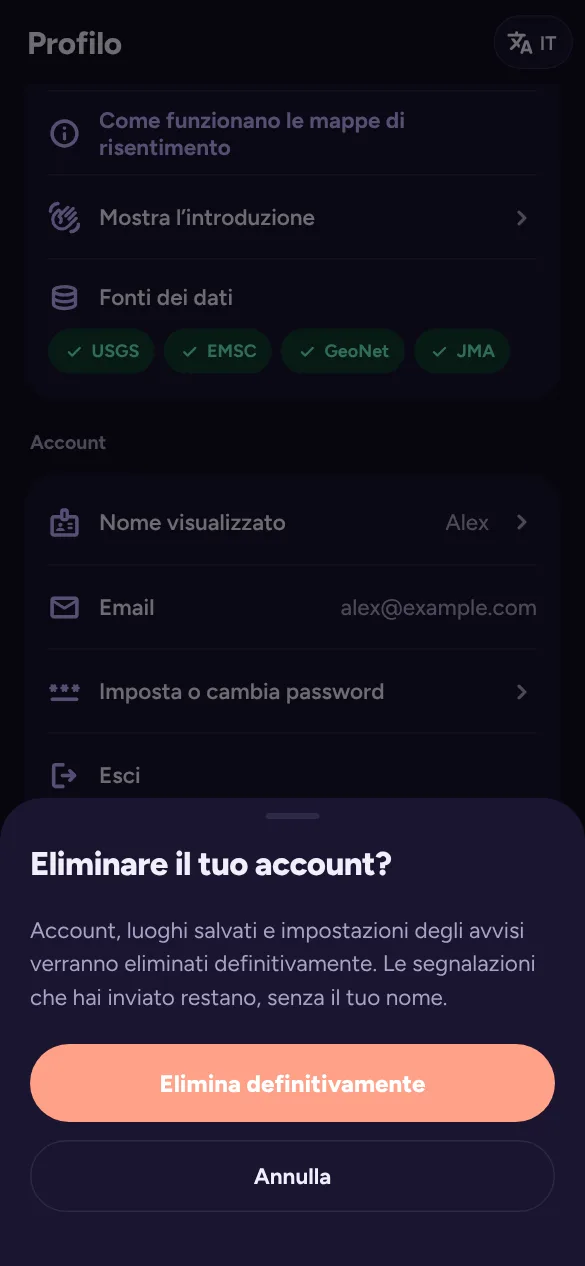 Profilo
IT
Come funzionano le mappe di
risentimento
Mostra l’introduzione
Fonti dei dati
USGS
EMSC
GeoNet
JMA
Account
Nome visualizzato
Alex
Email
alex@example.com
Imposta o cambia password
Esci
Eliminare il tuo account?
Account, luoghi salvati e impostazioni degli avvisi
verranno eliminati definitivamente. Le segnalazioni
che hai inviato restano, senza il tuo nome.
Elimina definitivamente
Annulla